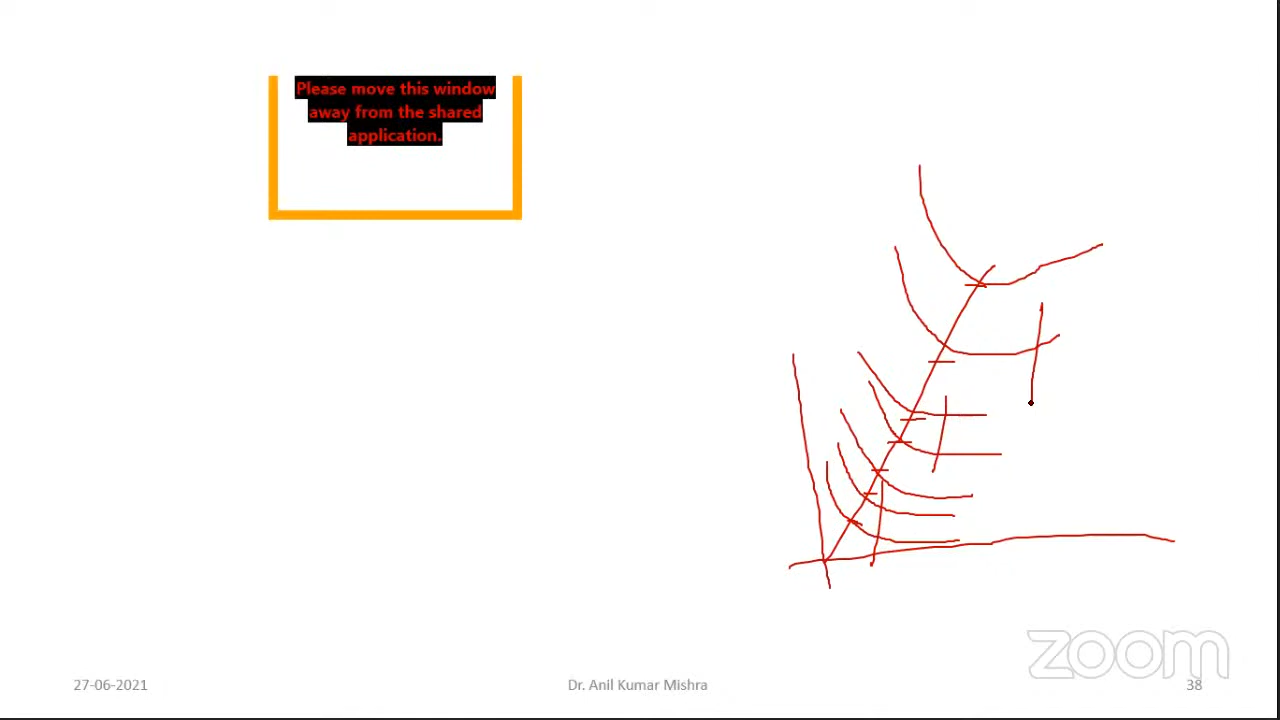 Please move this window
away from the shared
application.
zoom
27-06-2021
Dr. Anil Kumar Mishra
38